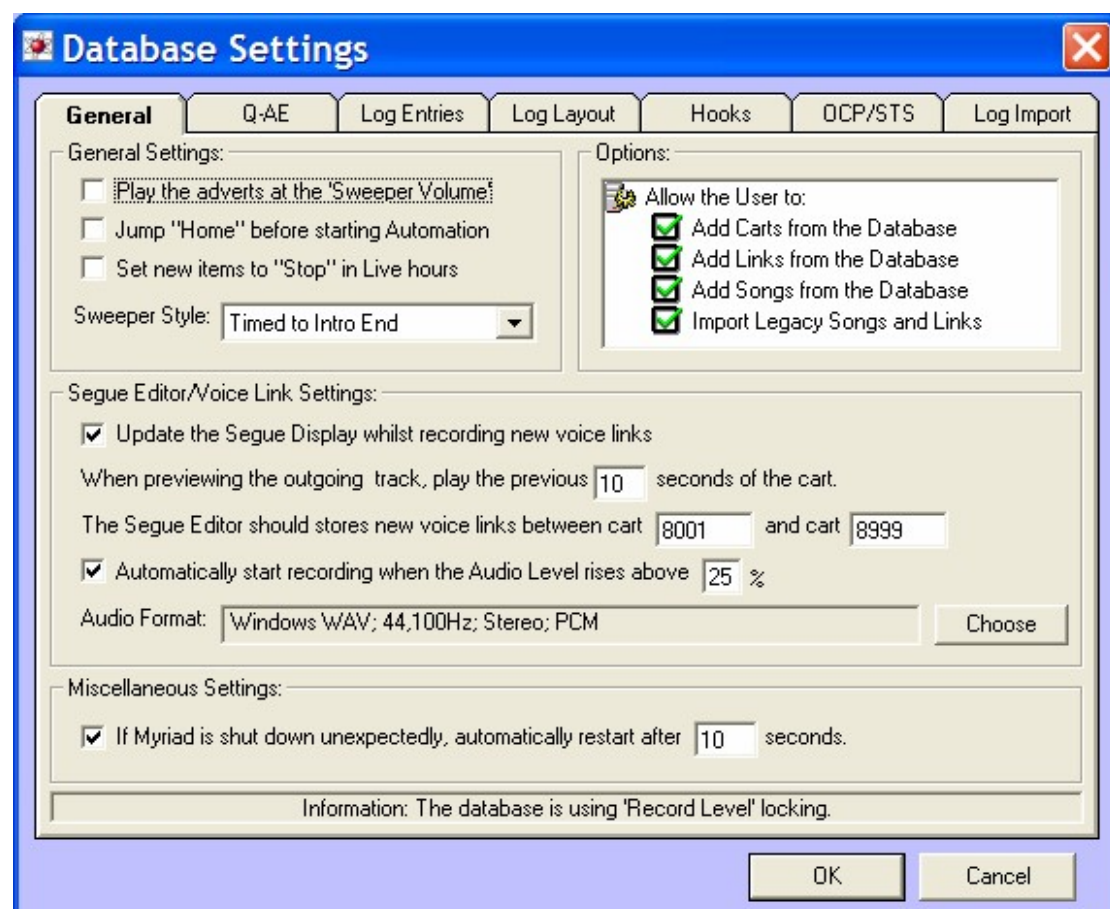 Database Settings
General Q-AE Log Entries Log Layout Hooks OCP/STS Log Import
General Settings:
Play the adverts at the 'Sweeper Volume'
Jump "Home" before starting Automation
Set new items to "Stop" in Live hours
Sweeper Style: Timed to Intro End
Options:
Allow the User to:
Add Carts from the Database
Add Links from the Database
Add Songs from the Database
Import Legacy Songs and Links
Segue Editor/Voice Link Settings:
Update the Segue Display whilst recording new voice links
When previewing the outgoing track, play the previous 10 seconds of the cart.
The Segue Editor should stores new voice links between cart 8001 and cart 8999
Automatically start recording when the Audio Level rises above 25 %
Audio Format: Windows WAV; 44,100Hz; Stereo; PCM Choose
Miscellaneous Settings:
If Myriad is shut down unexpectedly, automatically restart after 10 seconds.
Information: The database is using 'Record Level' locking.
OK Cancel